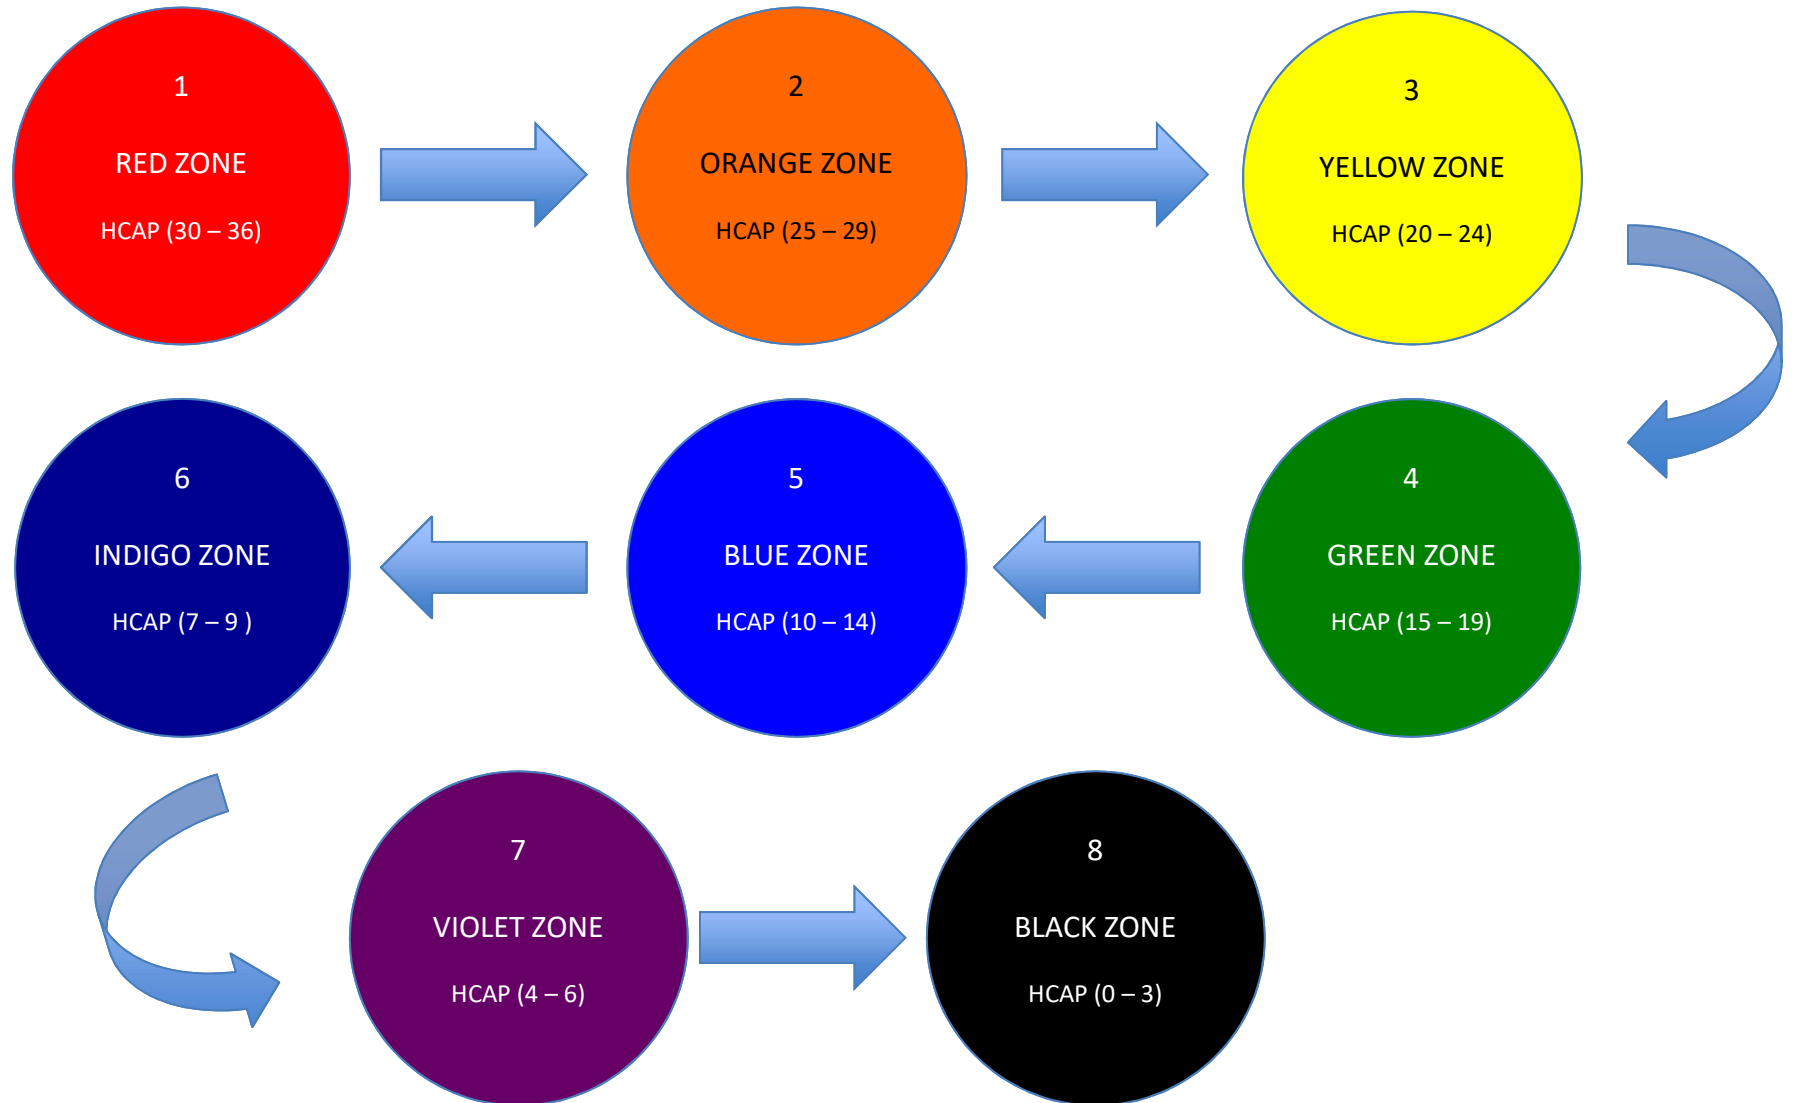 1
RED ZONE
HCAP (30 – 36)
2
ORANGE ZONE
HCAP (25 – 29)
3
YELLOW ZONE
HCAP (20 – 24)
4
GREEN ZONE
HCAP (15 – 19)
5
BLUE ZONE
HCAP (10 – 14)
6
INDIGO ZONE
HCAP (7 – 9 )
7
VIOLET ZONE
HCAP (4 – 6)
8
BLACK ZONE
HCAP (0 – 3)